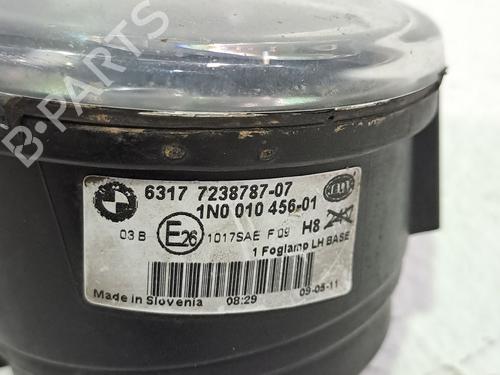 B-PARTS
6317 7238787-07
1N0 010 456-01
03 B E26 1017SAE F 09 H8
1 Foglamp LH BASE
Made in Slovenia 08:29 09-05-11